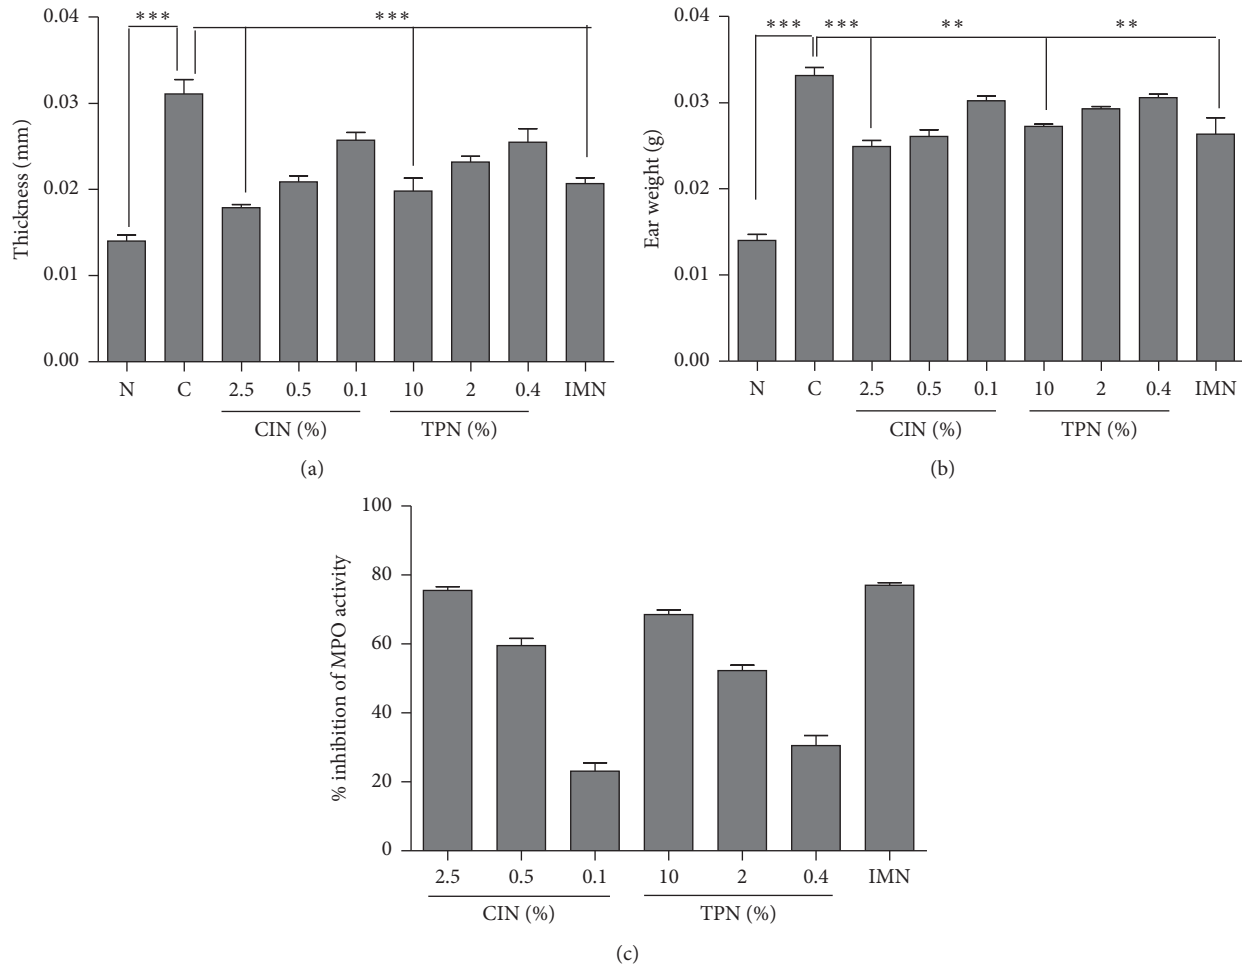 *** ***
0.04
0.03
0.02
0.01
0.00
Thickness (mm)
N C 2.5 0.5 0.1 10 2 0.4 IMN
CIN (%) TPN (%)
(a)
*** *** ** **
0.04
0.03
0.02
0.01
0.00
Ear weight (g)
N C 2.5 0.5 0.1 10 2 0.4 IMN
CIN (%) TPN (%)
(b)
100
80
60
40
20
0
% inhibition of MPO activity
2.5 0.5 0.1 10 2 0.4 IMN
CIN (%) TPN (%)
(c)